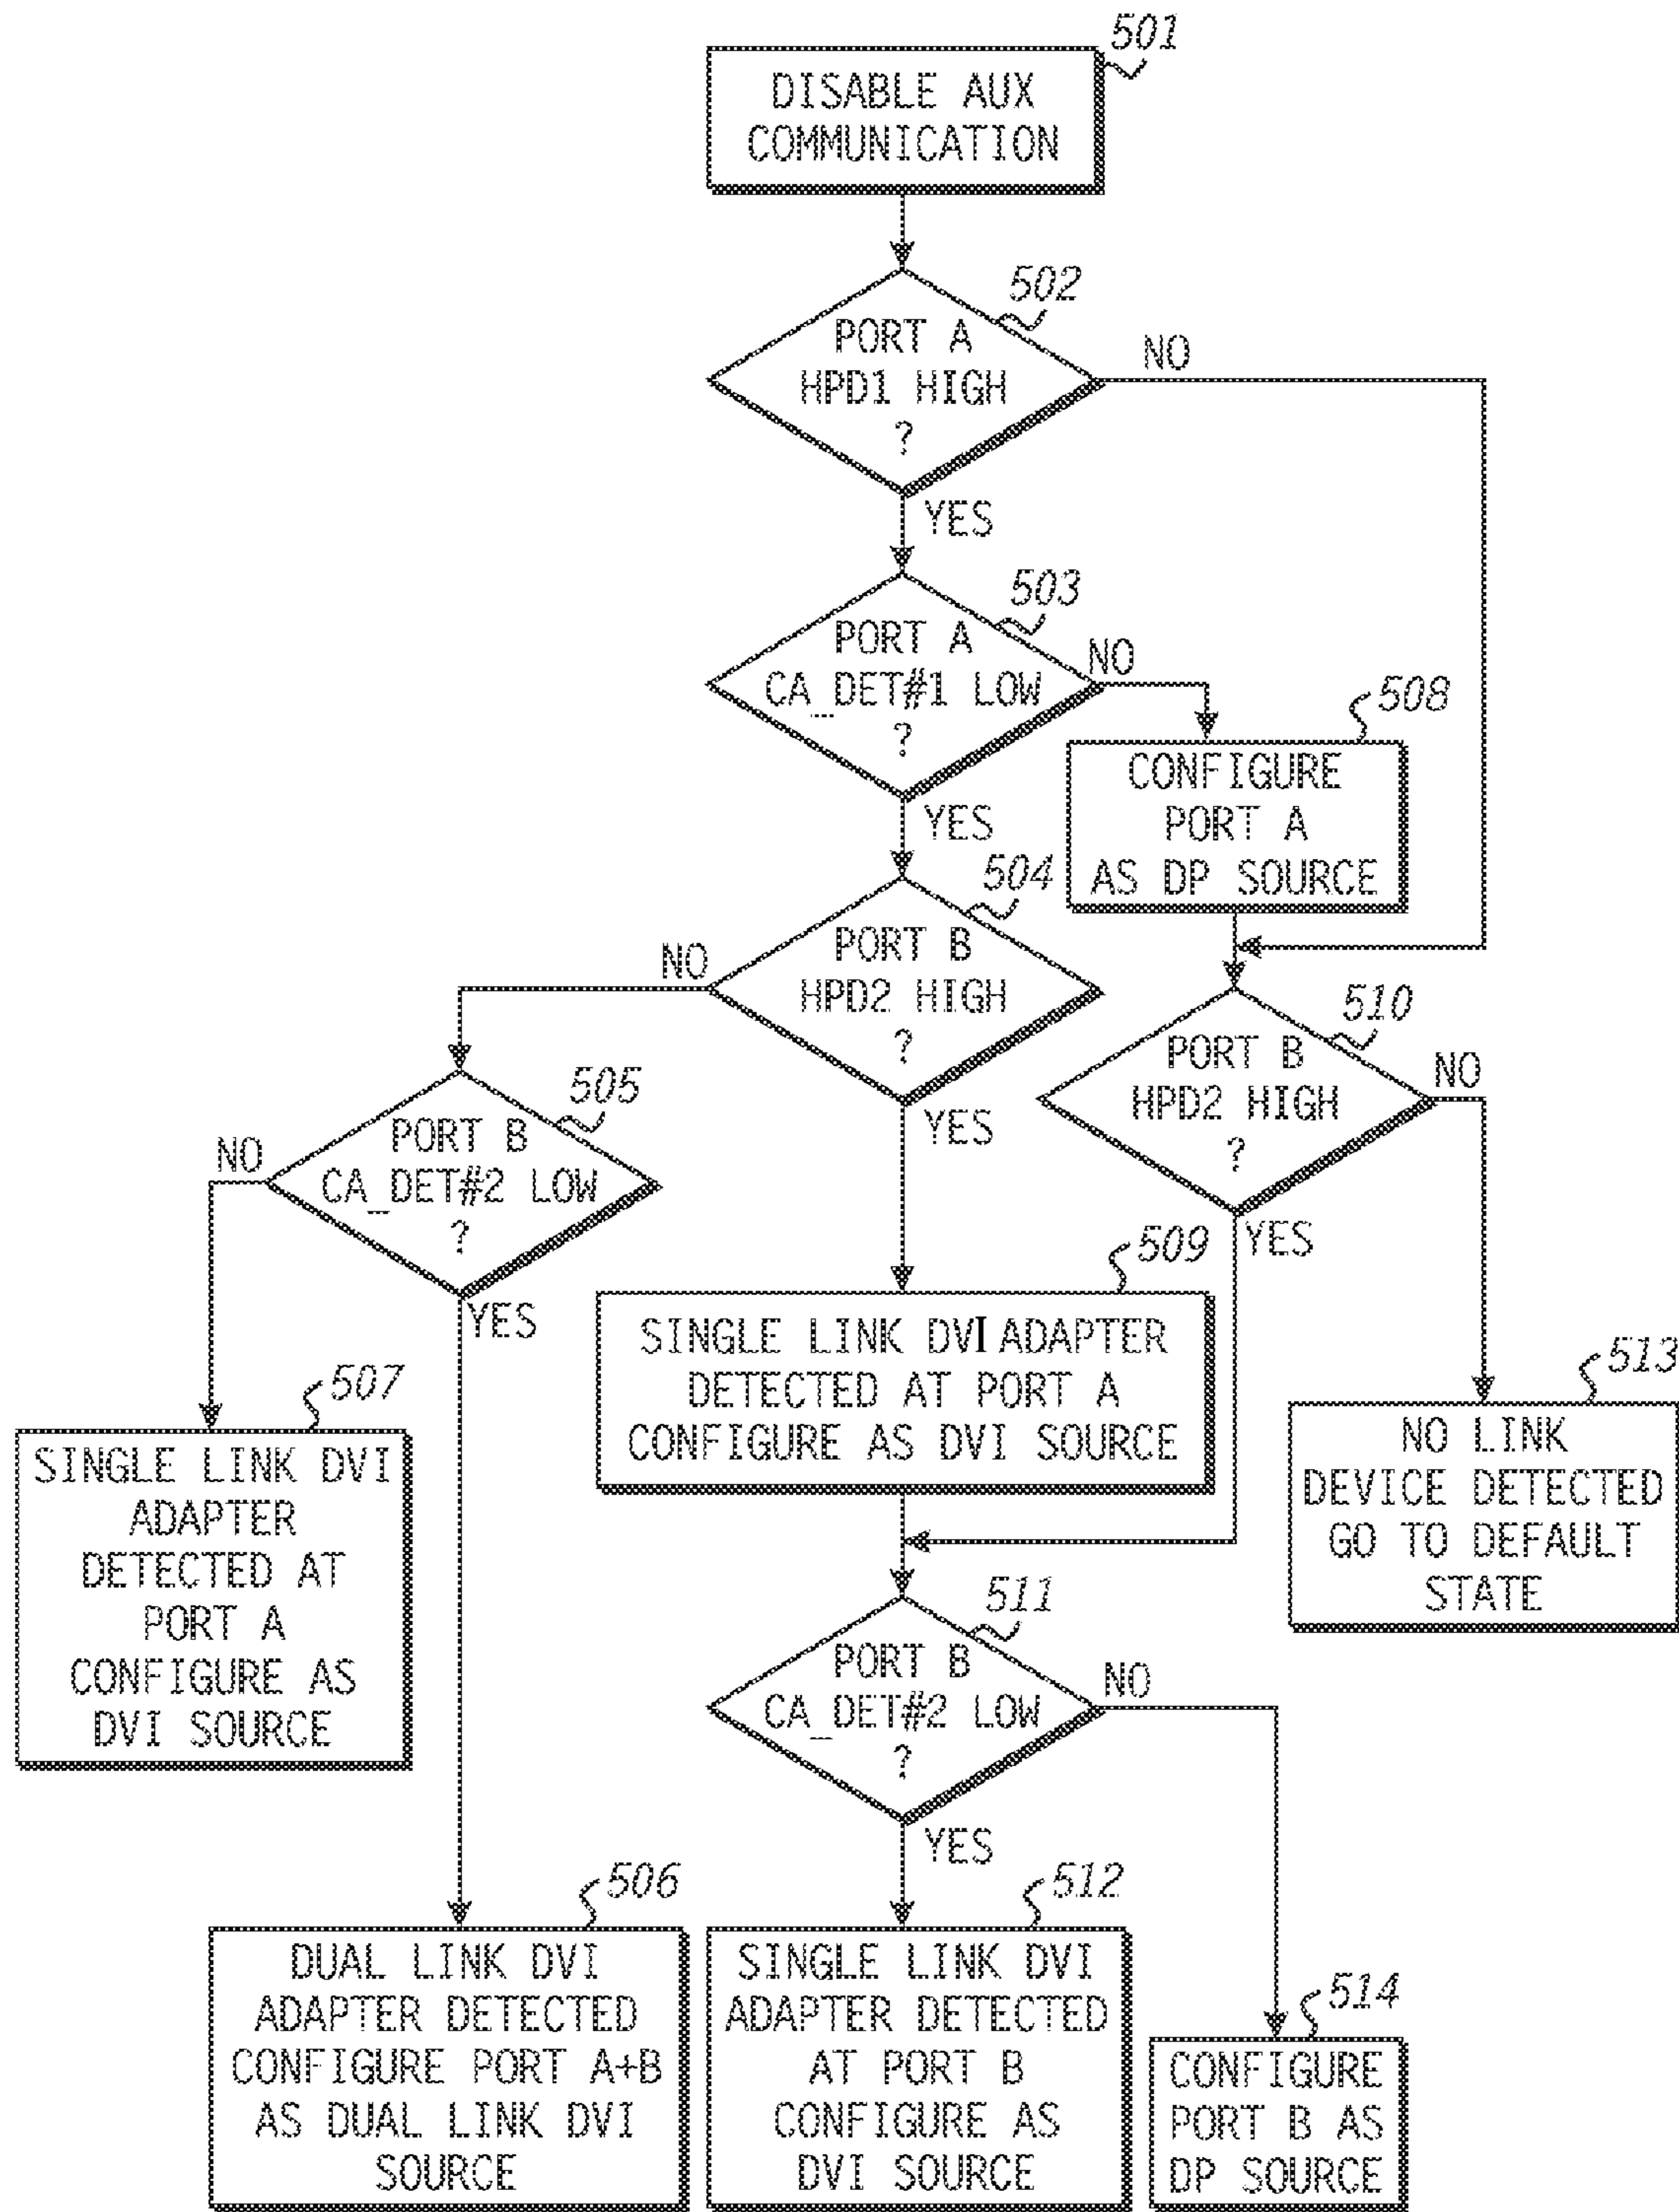 501
DISABLE AUX
COMMUNICATION
502
PORT A
HPD1 HIGH
?
NO
YES
503
PORT A
CA_DET#1 LOW
?
NO
YES
508
CONFIGURE
PORT A
AS DP SOURCE
504
PORT B
HPD2 HIGH
?
NO
YES
510
PORT B
HPD2 HIGH
?
NO
YES
505
PORT B
CA_DET#2 LOW
?
NO
YES
509
SINGLE LINK DVI ADAPTER
DETECTED AT PORT A
CONFIGURE AS DVI SOURCE
507
SINGLE LINK DVI
ADAPTER
DETECTED AT
PORT A
CONFIGURE AS
DVI SOURCE
513
NO LINK
DEVICE DETECTED
GO TO DEFAULT
STATE
511
PORT B
CA_DET#2 LOW
?
NO
YES
506
DUAL LINK DVI
ADAPTER DETECTED
CONFIGURE PORT A+B
AS DUAL LINK DVI
SOURCE
512
SINGLE LINK DVI
ADAPTER DETECTED
AT PORT B
CONFIGURE AS
DVI SOURCE
514
CONFIGURE
PORT B AS
DP SOURCE